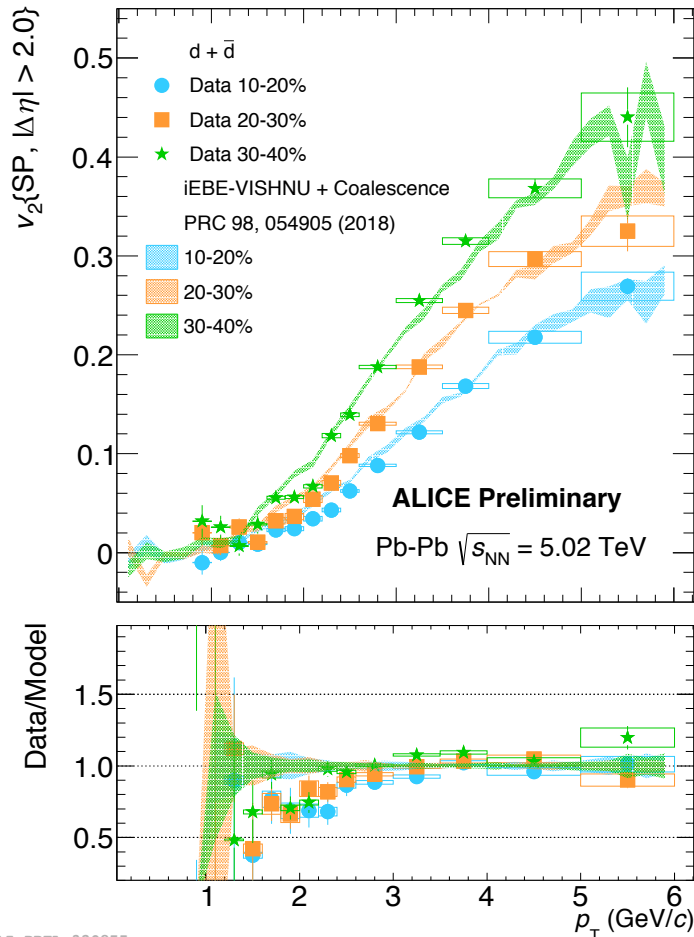 v₂{SP, |Δη| > 2.0}
0.5
0.4
0.3
0.2
0.1
0
d + d̄
Data 10-20%
Data 20-30%
Data 30-40%
iEBE-VISHNU + Coalescence
PRC 98, 054905 (2018)
10-20%
20-30%
30-40%
ALICE Preliminary
Pb-Pb √s_NN = 5.02 TeV
Data/Model
1.5
1.0
0.5
1 2 3 4 5 6
p_T (GeV/c)